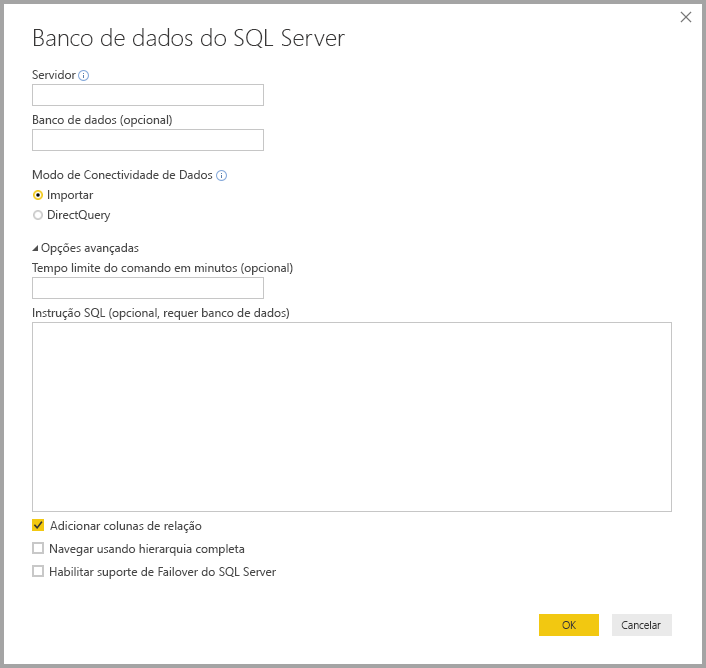 Banco de dados do SQL Server
Servidor
Banco de dados (opcional)
Modo de Conectividade de Dados
Importar
DirectQuery
Opções avançadas
Tempo limite do comando em minutos (opcional)
Instrução SQL (opcional, requer banco de dados)
Adicionar colunas de relação
Navegar usando hierarquia completa
Habilitar suporte de Failover do SQL Server
OK Cancelar